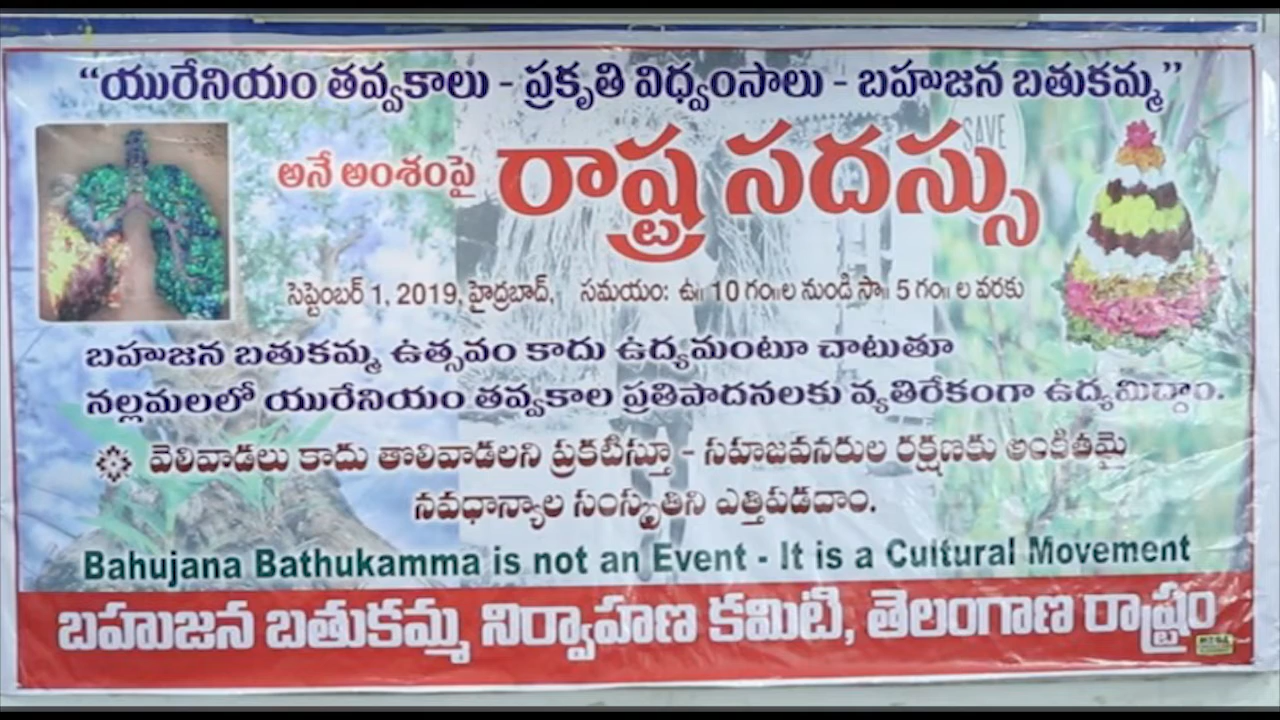 “యురేనియం తవ్వకాలు - ప్రకృతి విధ్వంసాలు - బహుజన బతుకమ్మ”
SAVE
అనే అంశంపై రాష్ట్ర సదస్సు
సెప్టెంబర్ 1, 2019, హైద్రబాద్, సమయం: ఉ॥ 10 గం॥ల నుండి సా॥ 5 గం॥ ల వరకు
బహుజన బతుకమ్మ ఉత్సవం కాదు ఉద్యమంటూ చాటుతూ
నల్లమలలో యురేనియం తవ్వకాల ప్రతిపాదనలకు వ్యతిరేకంగా ఉద్యమిద్దాం.
వెలివాడలు కాదు తొలివాడలని ప్రకటిస్తూ - సహజవనరుల రక్షణకు అంకితమై
నవధాన్యాల సంస్కృతిని ఎత్తిపడదాం.
Bahujana Bathukamma is not an Event - It is a Cultural Movement
బహుజన బతుకమ్మ నిర్వాహణ కమిటి, తెలంగాణ రాష్ట్రం